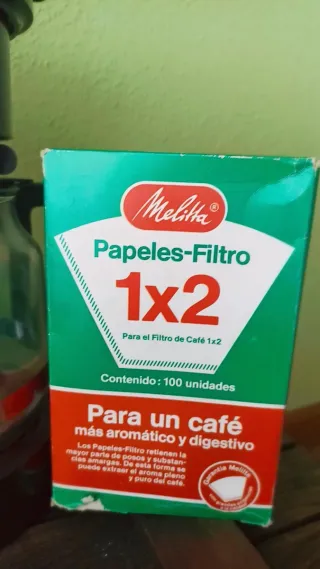 Melitta®
Papeles-Filtro
1x2
Para el Filtro de Café 1x2
Contenido: 100 unidades
Para un café
más aromático y digestivo
Los Papeles-Filtro retienen la
mayor parte de posos y substan-
cias amargas. De esta forma se
puede extraer el aroma pleno
y puro del café.
Garantía Melitta